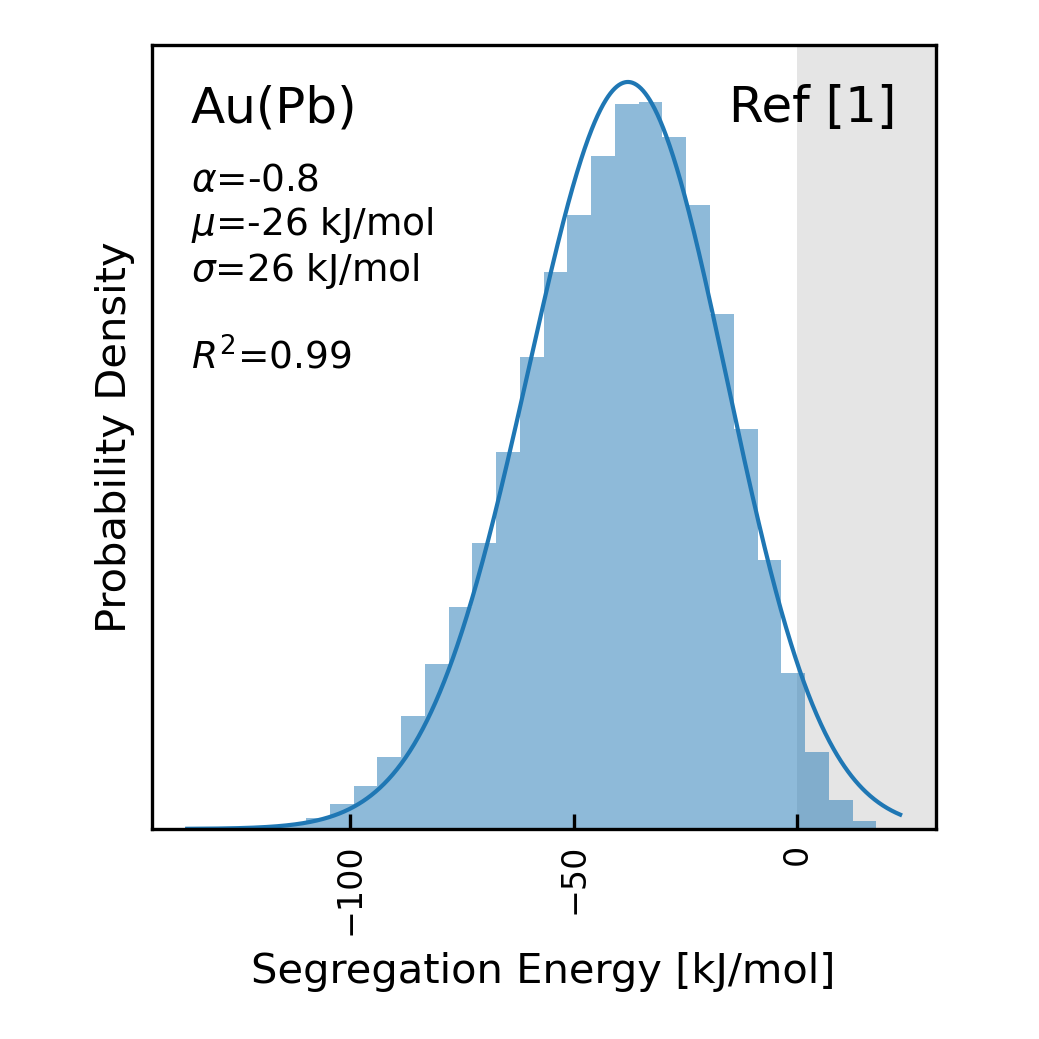 Au(Pb)
Ref [1]
α=-0.8
μ=-26 kJ/mol
σ=26 kJ/mol
R²=0.99
Probability Density
−100
−50
0
Segregation Energy [kJ/mol]